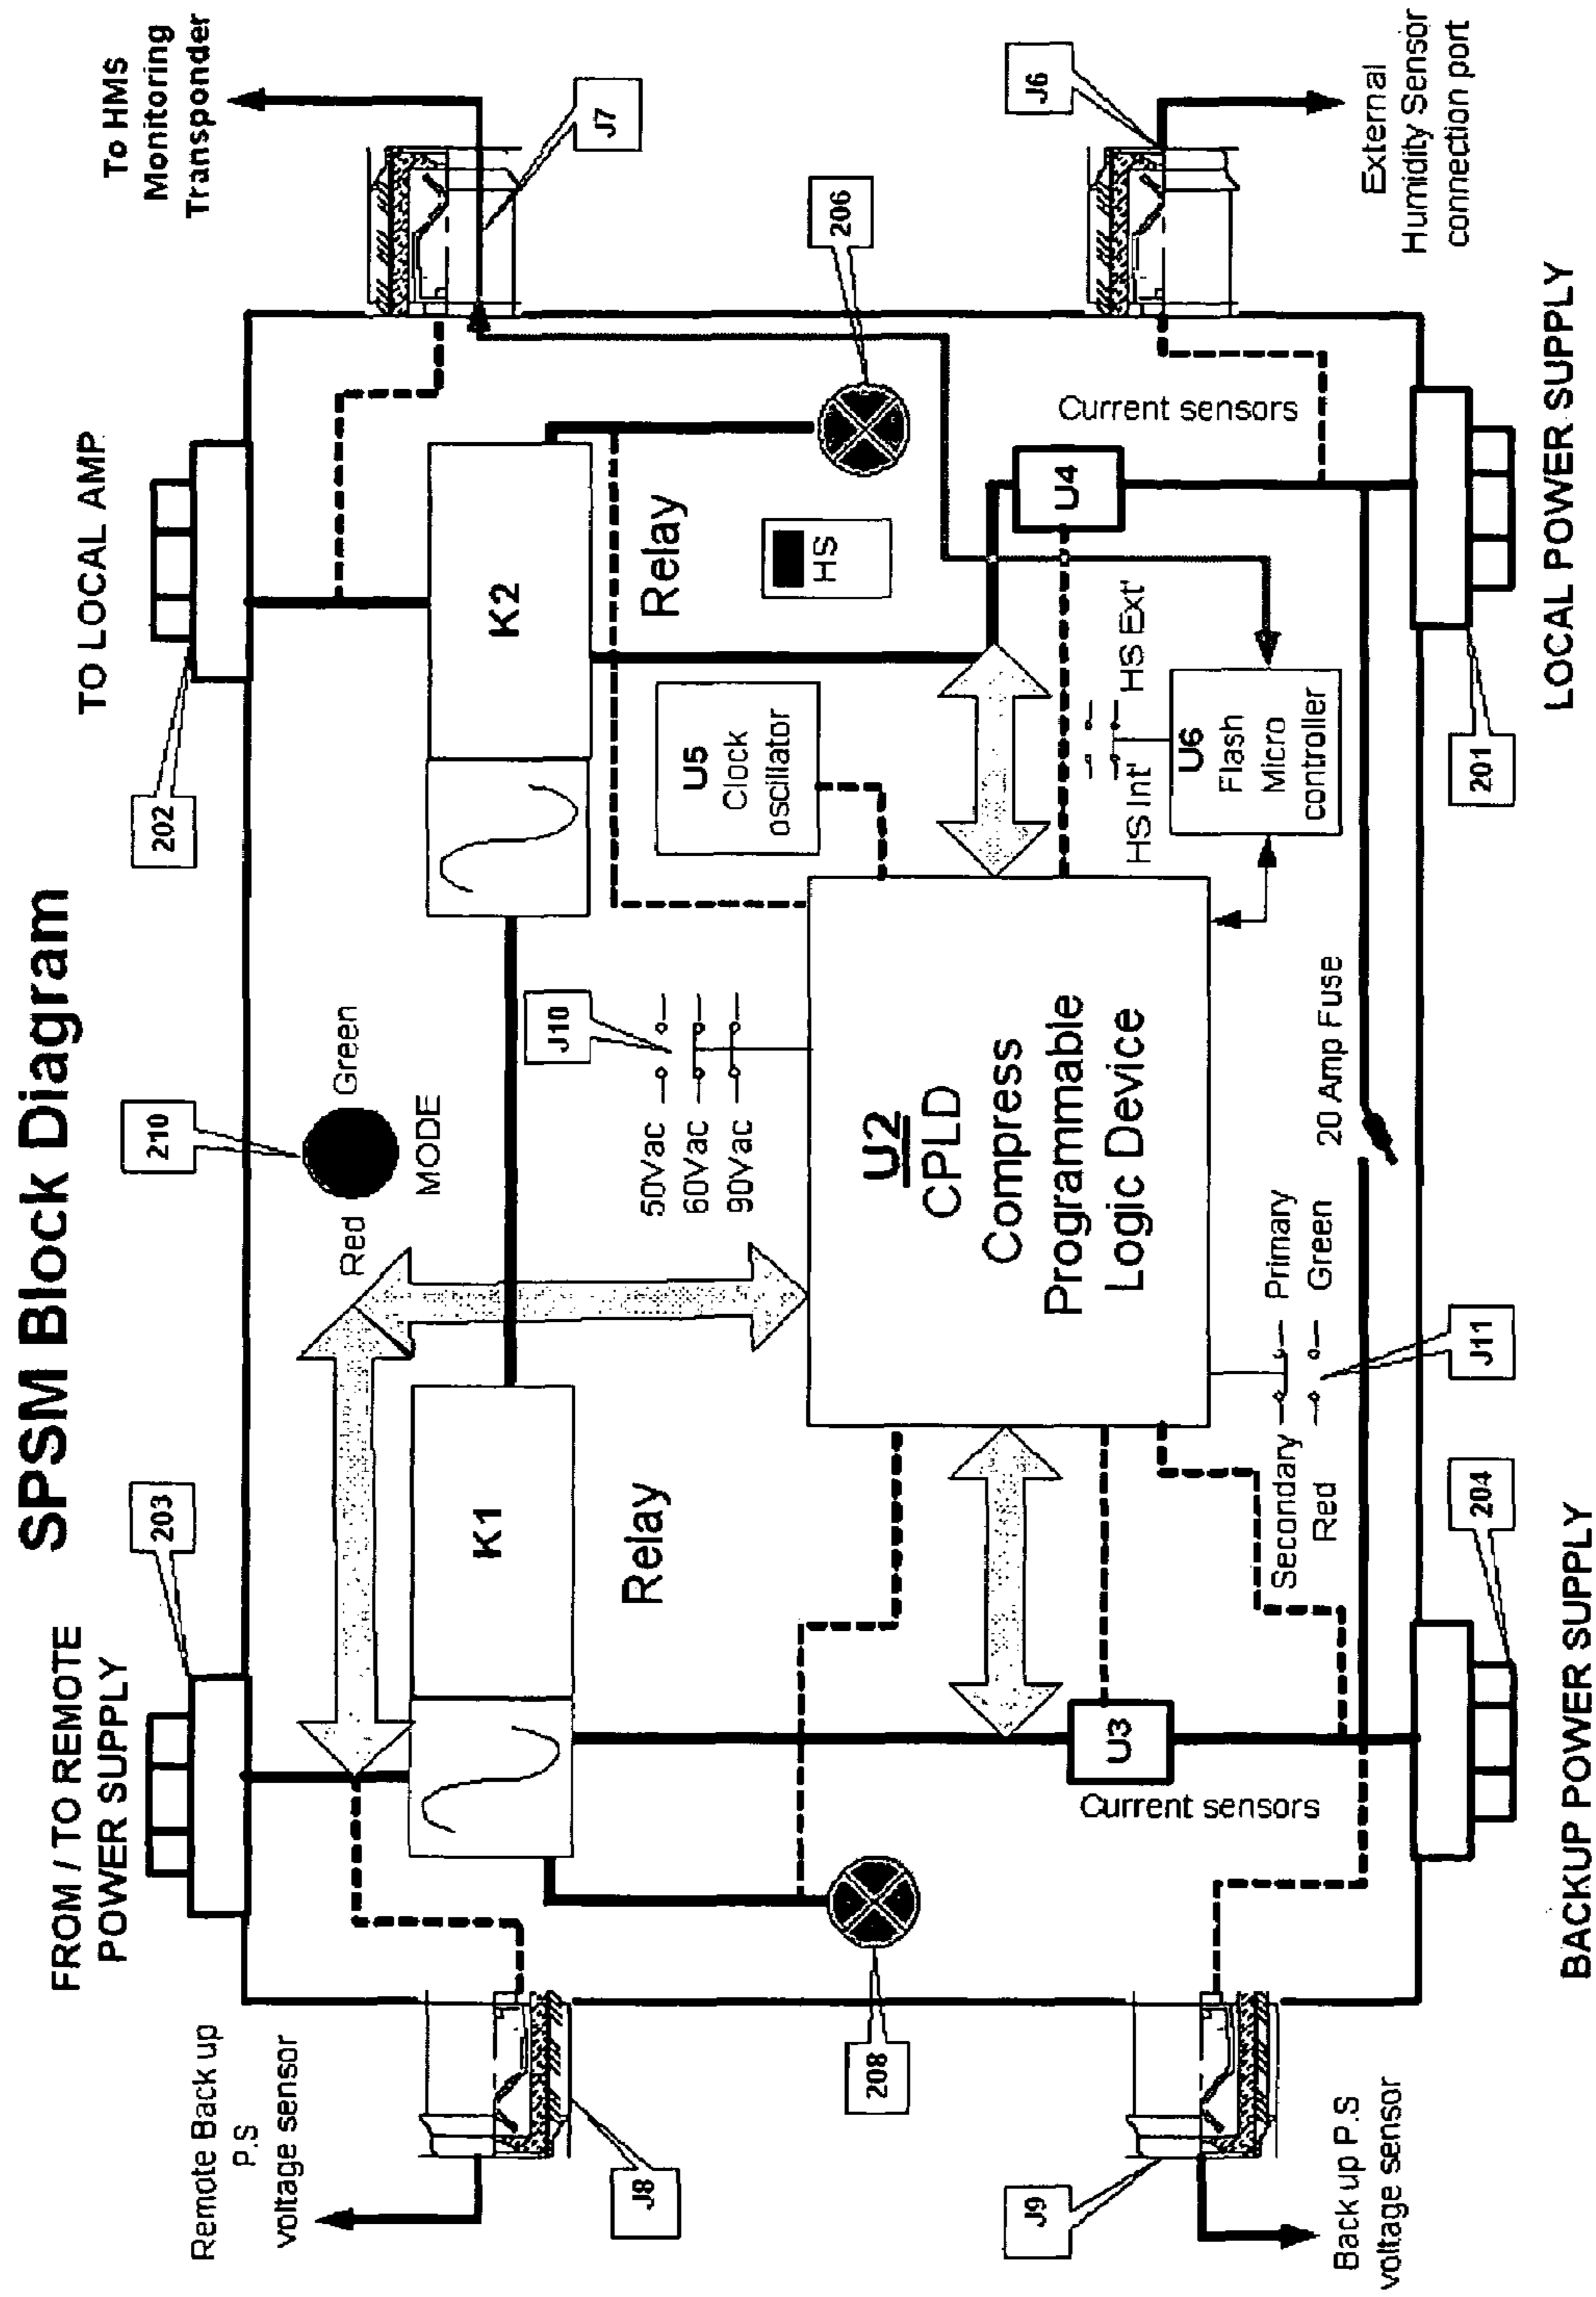 SPSM Block Diagram
FROM / TO REMOTE
POWER SUPPLY
203
210
202
TO LOCAL AMP
To HMs
Monitoring
Transponder
Remote Back up
P.S
voltage sensor
Red
Green
MODE
J8
K1
Relay
J10
50Vac
60Vac
90Vac
K2
Relay
J7
U5
Clock
oscillator
HS
206
208
U2
CPLD
Compress
Programmable
Logic Device
Current sensors
U3
U4
Current sensors
J9
J6
HS Int'
HS Ext'
U6
Flash
Micro
controller
Secondary
Primary
Red
Green
20 Amp Fuse
Back up P.S
voltage sensor
External
Humidity Sensor
connection port
204
J11
201
BACKUP POWER SUPPLY
LOCAL POWER SUPPLY